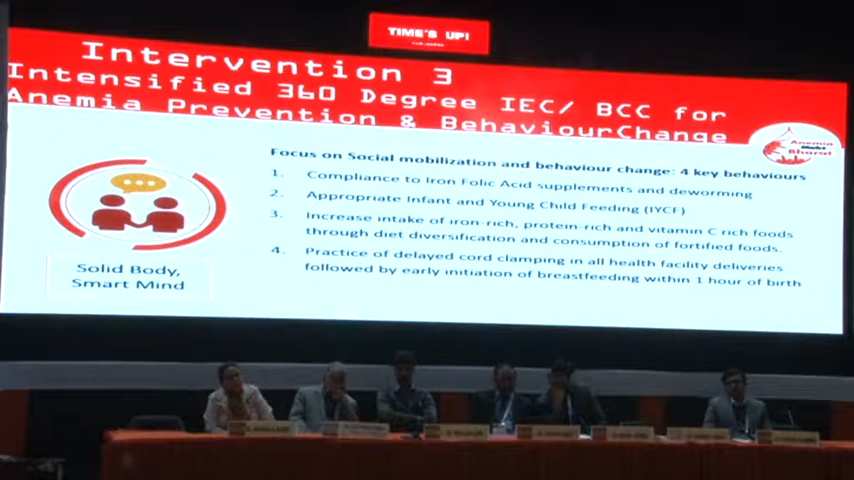 TIME'S UP!
Intervention 3
Intensified 360 Degree IEC/ BCC for
Anemia Prevention & BehaviourChange
Anemia
Mukt
Bharat
Focus on Social mobilization and behaviour change: 4 key behaviours
1. Compliance to Iron Folic Acid supplements and deworming
2. Appropriate Infant and Young Child Feeding (IYCF)
3. Increase intake of iron-rich, protein-rich and vitamin C rich foods
through diet diversification and consumption of fortified foods.
4. Practice of delayed cord clamping in all health facility deliveries
followed by early initiation of breastfeeding within 1 hour of birth
Solid Body,
Smart Mind